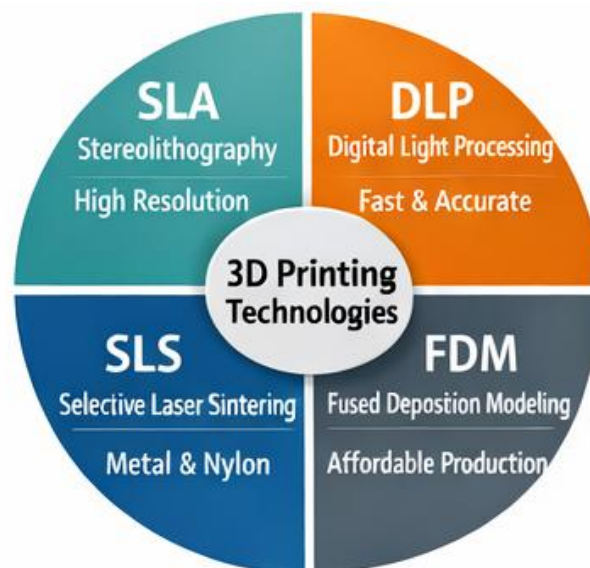 SLA
Stereolithography
High Resolution
DLP
Digital Light Processing
Fast & Accurate
3D Printing
Technologies
SLS
Selective Laser Sintering
Metal & Nylon
FDM
Fused Depostion Modeling
Affordable Production